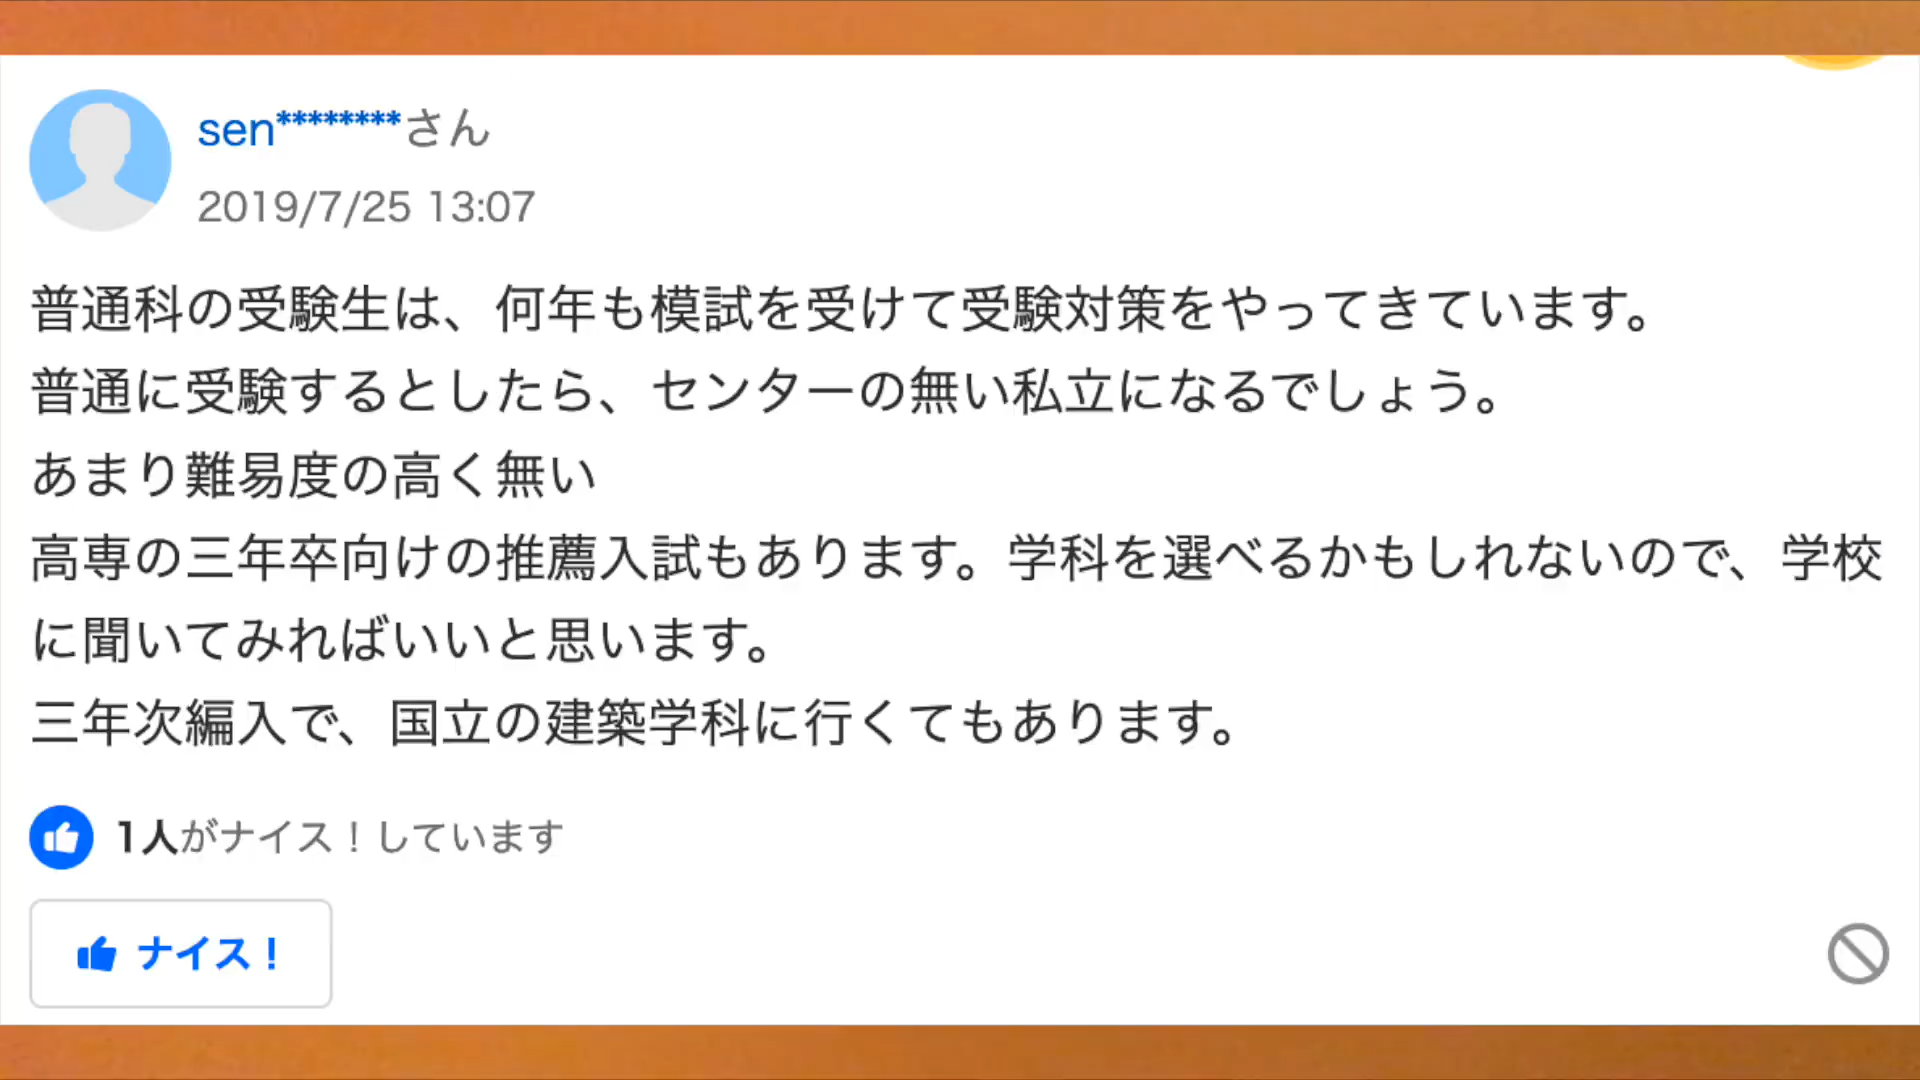 sen********さん
2019/7/25 13:07
普通科の受験生は、何年も模試を受けて受験対策をやってきています。
普通に受験するとしたら、センターの無い私立になるでしょう。
あまり難易度の高く無い
高専の三年卒向けの推薦入試もあります。学科を選べるかもしれないので、学校
に聞いてみればいいと思います。
三年次編入で、国立の建築学科に行くてもあります。
1人がナイス！しています
ナイス！